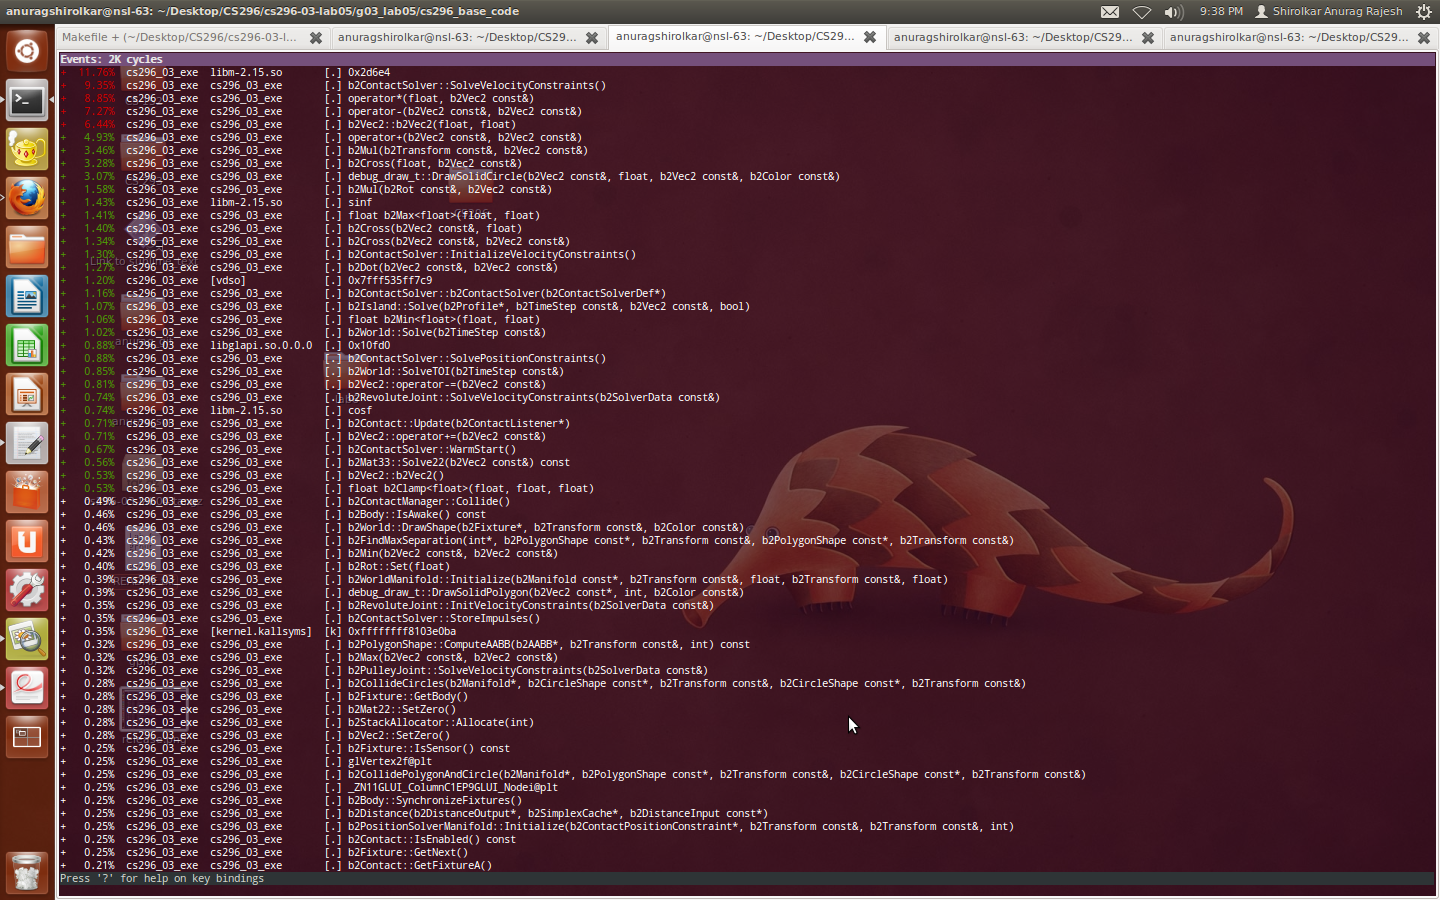 anuragshirolkar@nsl-63: ~/Desktop/CS296/cs296-03-lab05/g03_lab05/cs296_base_code
9:38 PM Shirolkar Anurag Rajesh
Makefile + (~/Desktop/CS296/cs296-03-l...
anuragshirolkar@nsl-63: ~/Desktop/CS29...
anuragshirolkar@nsl-63: ~/Desktop/CS29...
anuragshirolkar@nsl-63: ~/Desktop/CS29...
anuragshirolkar@nsl-63: ~/Desktop/CS29...
Events: 2K cycles
+ 11.76% cs296_03_exe libm-2.15.so [.] 0x2d6e4
+ 9.35% cs296_03_exe cs296_03_exe [.] b2ContactSolver::SolveVelocityConstraints()
+ 8.85% cs296_03_exe cs296_03_exe [.] operator*(float, b2Vec2 const&)
+ 7.27% cs296_03_exe cs296_03_exe [.] operator-(b2Vec2 const&, b2Vec2 const&)
+ 6.44% cs296_03_exe cs296_03_exe [.] b2Vec2::b2Vec2(float, float)
+ 4.93% cs296_03_exe cs296_03_exe [.] operator+(b2Vec2 const&, b2Vec2 const&)
+ 3.46% cs296_03_exe cs296_03_exe [.] b2Mul(b2Transform const&, b2Vec2 const&)
+ 3.28% cs296_03_exe cs296_03_exe [.] b2Cross(float, b2Vec2 const&)
+ 3.07% cs296_03_exe cs296_03_exe [.] debug_draw_t::DrawSolidCircle(b2Vec2 const&, float, b2Vec2 const&, b2Color const&)
+ 1.58% cs296_03_exe cs296_03_exe [.] b2Mul(b2Rot const&, b2Vec2 const&)
+ 1.43% cs296_03_exe libm-2.15.so [.] sinf
+ 1.41% cs296_03_exe cs296_03_exe [.] float b2Max<float>(float, float)
+ 1.40% cs296_03_exe cs296_03_exe [.] b2Cross(b2Vec2 const&, float)
+ 1.34% cs296_03_exe cs296_03_exe [.] b2Cross(b2Vec2 const&, b2Vec2 const&)
+ 1.30% cs296_03_exe cs296_03_exe [.] b2ContactSolver::InitializeVelocityConstraints()
+ 1.27% cs296_03_exe cs296_03_exe [.] b2Dot(b2Vec2 const&, b2Vec2 const&)
+ 1.20% cs296_03_exe [vdso] [.] 0x7fff535ff7c9
+ 1.16% cs296_03_exe cs296_03_exe [.] b2ContactSolver::b2ContactSolver(b2ContactSolverDef*)
+ 1.07% cs296_03_exe cs296_03_exe [.] b2Island::Solve(b2Profile*, b2TimeStep const&, b2Vec2 const&, bool)
+ 1.06% cs296_03_exe cs296_03_exe [.] float b2Min<float>(float, float)
+ 1.02% cs296_03_exe cs296_03_exe [.] b2World::Solve(b2TimeStep const&)
+ 0.88% cs296_03_exe libglapi.so.0.0.0 [.] 0x10fd0
+ 0.88% cs296_03_exe cs296_03_exe [.] b2ContactSolver::SolvePositionConstraints()
+ 0.85% cs296_03_exe cs296_03_exe [.] b2World::SolveTOI(b2TimeStep const&)
+ 0.81% cs296_03_exe cs296_03_exe [.] b2Vec2::operator-=(b2Vec2 const&)
+ 0.74% cs296_03_exe cs296_03_exe [.] b2RevoluteJoint::SolveVelocityConstraints(b2SolverData const&)
+ 0.74% cs296_03_exe libm-2.15.so [.] cosf
+ 0.71% cs296_03_exe cs296_03_exe [.] b2Contact::Update(b2ContactListener*)
+ 0.71% cs296_03_exe cs296_03_exe [.] b2Vec2::operator+=(b2Vec2 const&)
+ 0.67% cs296_03_exe cs296_03_exe [.] b2ContactSolver::WarmStart()
+ 0.56% cs296_03_exe cs296_03_exe [.] b2Mat33::Solve22(b2Vec2 const&) const
+ 0.53% cs296_03_exe cs296_03_exe [.] b2Vec2::b2Vec2()
+ 0.53% cs296_03_exe cs296_03_exe [.] float b2Clamp<float>(float, float, float)
+ 0.49% cs296_03_exe cs296_03_exe [.] b2ContactManager::Collide()
+ 0.46% cs296_03_exe cs296_03_exe [.] b2Body::IsAwake() const
+ 0.46% cs296_03_exe cs296_03_exe [.] b2World::DrawShape(b2Fixture*, b2Transform const&, b2Color const&)
+ 0.43% cs296_03_exe cs296_03_exe [.] b2FindMaxSeparation(int*, b2PolygonShape const*, b2Transform const&, b2PolygonShape const*, b2Transform const&)
+ 0.42% cs296_03_exe cs296_03_exe [.] b2Min(b2Vec2 const&, b2Vec2 const&)
+ 0.40% cs296_03_exe cs296_03_exe [.] b2Rot::Set(float)
+ 0.39% cs296_03_exe cs296_03_exe [.] b2WorldManifold::Initialize(b2Manifold const*, b2Transform const&, float, b2Transform const&, float)
+ 0.39% cs296_03_exe cs296_03_exe [.] debug_draw_t::DrawSolidPolygon(b2Vec2 const*, int, b2Color const&)
+ 0.35% cs296_03_exe cs296_03_exe [.] b2RevoluteJoint::InitVelocityConstraints(b2SolverData const&)
+ 0.35% cs296_03_exe cs296_03_exe [.] b2ContactSolver::StoreImpulses()
+ 0.35% cs296_03_exe [kernel.kallsyms] [k] 0xffffffff8103e0ba
+ 0.32% cs296_03_exe cs296_03_exe [.] b2PolygonShape::ComputeAABB(b2AABB*, b2Transform const&, int) const
+ 0.32% cs296_03_exe cs296_03_exe [.] b2Max(b2Vec2 const&, b2Vec2 const&)
+ 0.32% cs296_03_exe cs296_03_exe [.] b2PulleyJoint::SolveVelocityConstraints(b2SolverData const&)
+ 0.28% cs296_03_exe cs296_03_exe [.] b2CollideCircles(b2Manifold*, b2CircleShape const*, b2Transform const&, b2CircleShape const*, b2Transform const&)
+ 0.28% cs296_03_exe cs296_03_exe [.] b2Fixture::GetBody()
+ 0.28% cs296_03_exe cs296_03_exe [.] b2Mat22::SetZero()
+ 0.28% cs296_03_exe cs296_03_exe [.] b2StackAllocator::Allocate(int)
+ 0.28% cs296_03_exe cs296_03_exe [.] b2Vec2::SetZero()
+ 0.25% cs296_03_exe cs296_03_exe [.] b2Fixture::IsSensor() const
+ 0.25% cs296_03_exe cs296_03_exe [.] glVertex2f@plt
+ 0.25% cs296_03_exe cs296_03_exe [.] b2CollidePolygonAndCircle(b2Manifold*, b2PolygonShape const*, b2Transform const&, b2CircleShape const*, b2Transform const&)
+ 0.25% cs296_03_exe cs296_03_exe [.] _ZN11GLUI_ColumnC1EP9GLUI_Nodei@plt
+ 0.25% cs296_03_exe cs296_03_exe [.] b2Body::SynchronizeFixtures()
+ 0.25% cs296_03_exe cs296_03_exe [.] b2Distance(b2DistanceOutput*, b2SimplexCache*, b2DistanceInput const*)
+ 0.25% cs296_03_exe cs296_03_exe [.] b2PositionSolverManifold::Initialize(b2ContactPositionConstraint*, b2Transform const&, b2Transform const&, int)
+ 0.25% cs296_03_exe cs296_03_exe [.] b2Contact::IsEnabled() const
+ 0.25% cs296_03_exe cs296_03_exe [.] b2Fixture::GetNext()
+ 0.21% cs296_03_exe cs296_03_exe [.] b2Contact::GetFixtureA()
Press '?' for help on key bindings